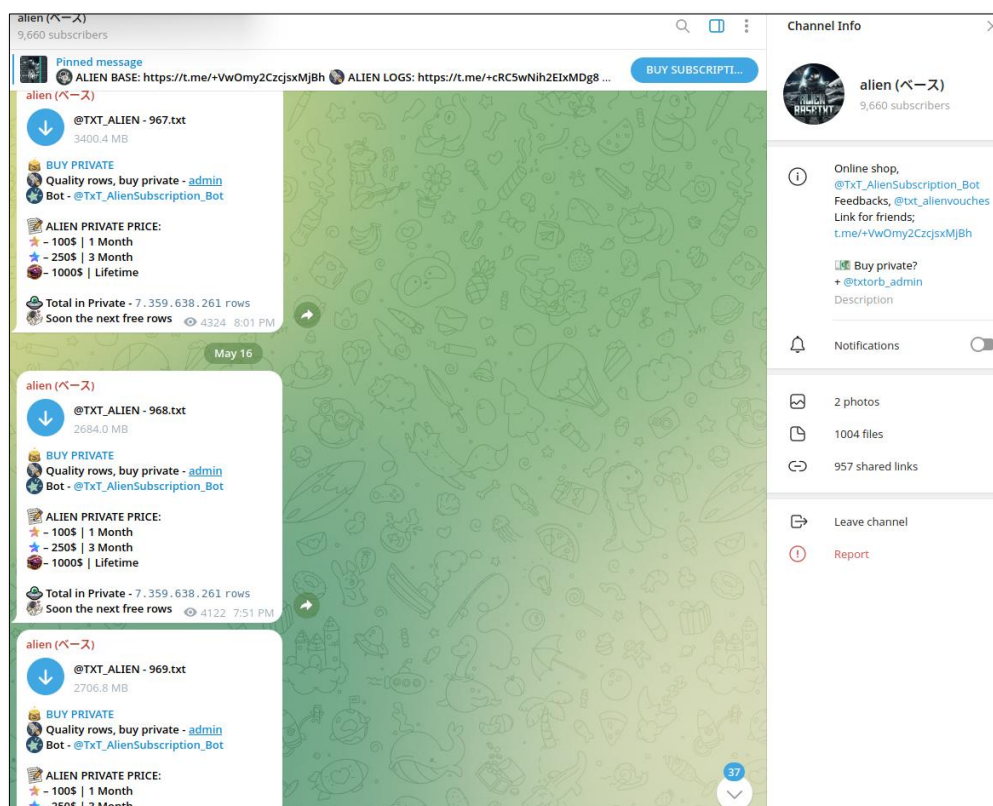 alien (ベース)
9,660 subscribers
Pinned message
ALIEN BASE: https://t.me/+VwOmy2CzcjsxMjBh ALIEN LOGS: https://t.me/+cRC5wNih2EIxMDg8 ...
BUY SUBSCRIPTI...
alien (ベース)
@TXT_ALIEN - 967.txt
3400.4 MB
BUY PRIVATE
Quality rows, buy private - admin
Bot - @TxT_AlienSubscription_Bot
ALIEN PRIVATE PRICE:
– 100$ | 1 Month
– 250$ | 3 Month
– 1000$ | Lifetime
Total in Private - 7.359.638.261 rows
Soon the next free rows 4324 8:01 PM
May 16
alien (ベース)
@TXT_ALIEN - 968.txt
2684.0 MB
BUY PRIVATE
Quality rows, buy private - admin
Bot - @TxT_AlienSubscription_Bot
ALIEN PRIVATE PRICE:
– 100$ | 1 Month
– 250$ | 3 Month
– 1000$ | Lifetime
Total in Private - 7.359.638.261 rows
Soon the next free rows 4122 7:51 PM
alien (ベース)
@TXT_ALIEN - 969.txt
2706.8 MB
BUY PRIVATE
Quality rows, buy private - admin
Bot - @TxT_AlienSubscription_Bot
ALIEN PRIVATE PRICE:
– 100$ | 1 Month
– 250$ | 3 Month
37
Channel Info
ALIEN
BASETXT
alien (ベース)
9,660 subscribers
Online shop,
@TxT_AlienSubscription_Bot
Feedbacks, @txt_alienvouches
Link for friends;
t.me/+VwOmy2CzcjsxMjBh
Buy private?
+ @txtorb_admin
Description
Notifications
2 photos
1004 files
957 shared links
Leave channel
Report